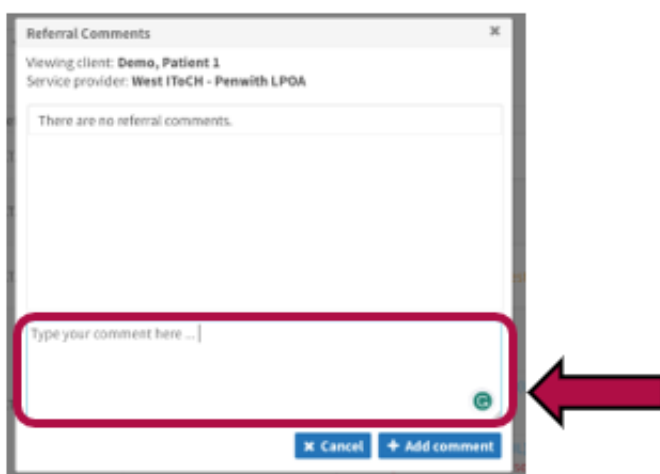 Referral Comments
Viewing client: Demo, Patient 1
Service provider: West IToCH - Penwith LPOA
There are no referral comments.
Type your comment here ...
Cancel
Add comment